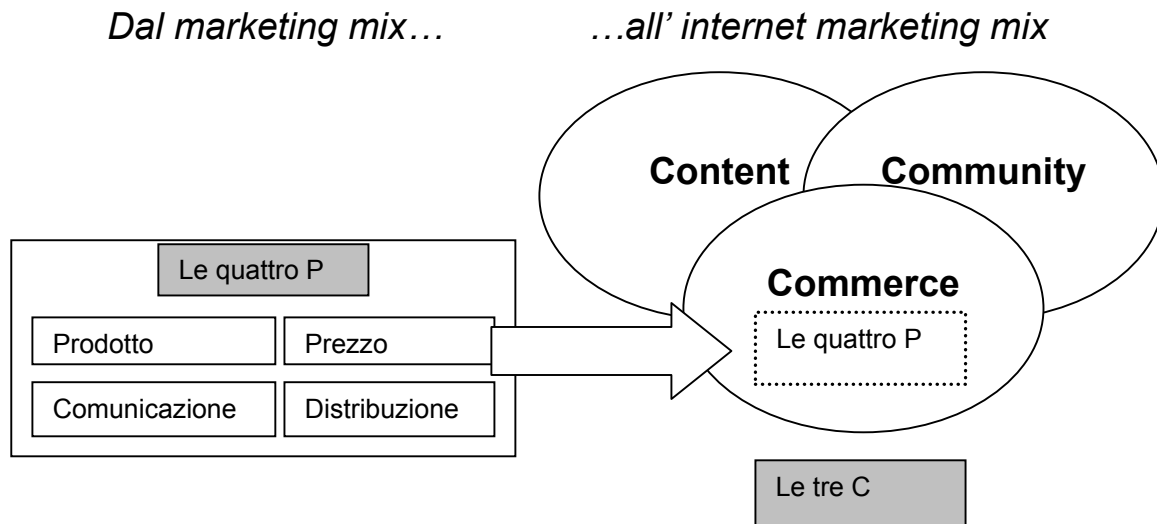 Dal marketing mix…
…all’ internet marketing mix
Content
Community
Le quattro P
Prodotto
Prezzo
Comunicazione
Distribuzione
Commerce
Le quattro P
Le tre C